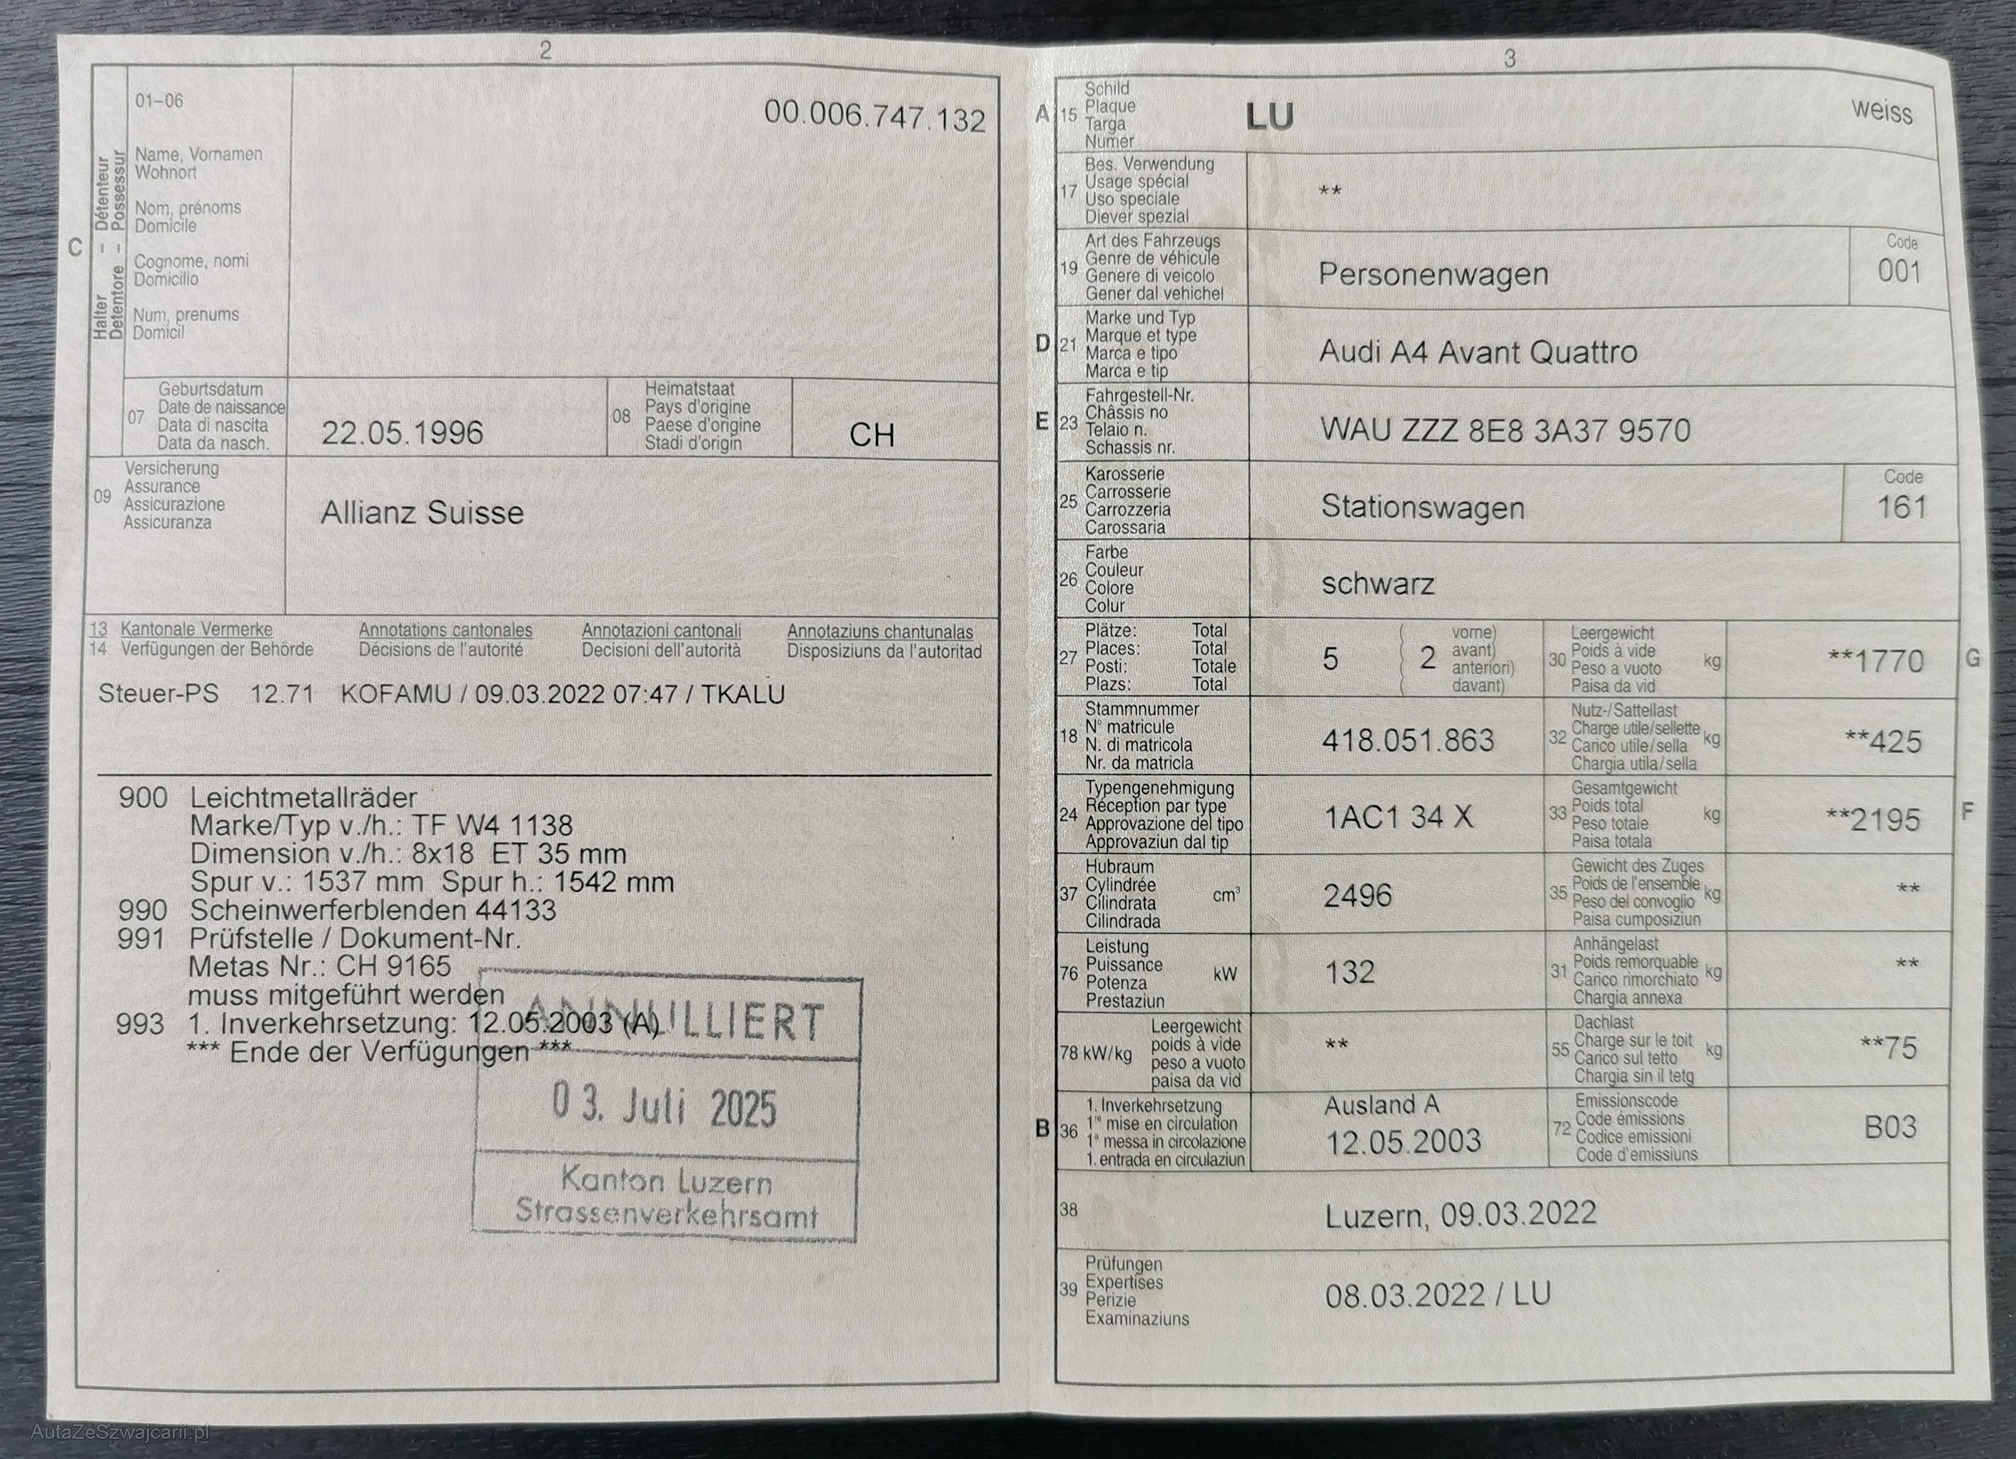 2
01–06
00.006.747.132
C
Halter – Détenteur
Detentore – Possessur
Name, Vornamen
Wohnort
Nom, prénoms
Domicile
Cognome, nomi
Domicilio
Num, prenums
Domicil
07
Geburtsdatum
Date de naissance
Data di nascita
Data da nasch.
22.05.1996
08
Heimatstaat
Pays d'origine
Paese d'origine
Stadi d'origin
CH
09
Versicherung
Assurance
Assicurazione
Assicuranza
Allianz Suisse
13 Kantonale Vermerke Annotations cantonales Annotazioni cantonali Annotaziuns chantunalas
14 Verfügungen der Behörde Décisions de l'autorité Decisioni dell'autorità Disposiziuns da l'autoritad
Steuer-PS 12.71 KOFAMU / 09.03.2022 07:47 / TKALU
900 Leichtmetallräder
Marke/Typ v./h.: TF W4 1138
Dimension v./h.: 8x18 ET 35 mm
Spur v.: 1537 mm Spur h.: 1542 mm
990 Scheinwerferblenden 44133
991 Prüfstelle / Dokument-Nr.
Metas Nr.: CH 9165
muss mitgeführt werden
993 1. Inverkehrsetzung: 12.05.2003 (A)
*** Ende der Verfügungen ***
ANNULLIERT
03. Juli 2025
Kanton Luzern
Strassenverkehrsamt
3
A 15
Schild
Plaque
Targa
Numer
LU
weiss
17
Bes. Verwendung
Usage spécial
Uso speciale
Diever spezial
**
19
Art des Fahrzeugs
Genre de véhicule
Genere di veicolo
Gener dal vehichel
Personenwagen
Code
001
D 21
Marke und Typ
Marque et type
Marca e tipo
Marca e tip
Audi A4 Avant Quattro
E 23
Fahrgestell-Nr.
Châssis no
Telaio n.
Schassis nr.
WAU ZZZ 8E8 3A37 9570
25
Karosserie
Carrosserie
Carrozzeria
Carossaria
Stationswagen
Code
161
26
Farbe
Couleur
Colore
Colur
schwarz
27
Plätze: Total
Places: Total
Posti: Totale
Plazs: Total
5
( 2
vorne)
avant)
anteriori)
davant)
30
Leergewicht
Poids à vide
Peso a vuoto
Paisa da vid
kg
**1770
G
18
Stammnummer
N° matricule
N. di matricola
Nr. da matricla
418.051.863
32
Nutz-/Sattellast
Charge utile/sellette
Carico utile/sella
Chargia utila/sella
kg
**425
24
Typengenehmigung
Réception par type
Approvazione del tipo
Approvaziun dal tip
1AC1 34 X
33
Gesamtgewicht
Poids total
Peso totale
Paisa totala
kg
**2195
F
37
Hubraum
Cylindrée
Cilindrata
Cilindrada
cm³
2496
35
Gewicht des Zuges
Poids de l'ensemble
Peso del convoglio
Paisa cumposiziun
kg
**
76
Leistung
Puissance
Potenza
Prestaziun
kW
132
31
Anhängelast
Poids remorquable
Carico rimorchiato
Chargia annexa
kg
**
78 kW/kg
Leergewicht
poids à vide
peso a vuoto
paisa da vid
**
55
Dachlast
Charge sur le toit
Carico sul tetto
Chargia sin il tetg
kg
**75
B 36
1. Inverkehrsetzung
1re mise en circulation
1a messa in circolazione
1. entrada en circulaziun
Ausland A
12.05.2003
72
Emissionscode
Code émissions
Codice emissioni
Code d'emissiuns
B03
38
Luzern, 09.03.2022
39
Prüfungen
Expertises
Perizie
Examinaziuns
08.03.2022 / LU
AutaZeSzwajcarii.pl